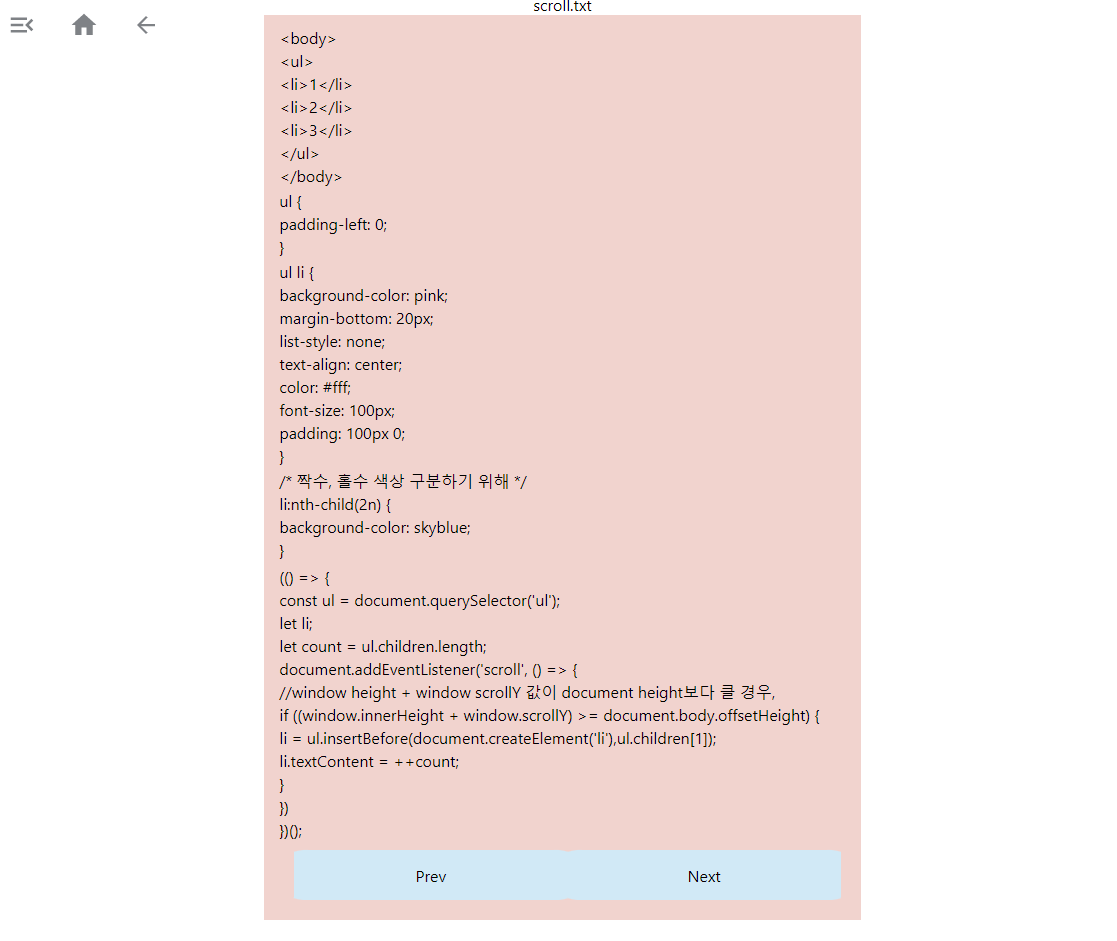 scroll.txt
<body>
<ul>
<li>1</li>
<li>2</li>
<li>3</li>
</ul>
</body>
ul {
padding-left: 0;
}
ul li {
background-color: pink;
margin-bottom: 20px;
list-style: none;
text-align: center;
color: #fff;
font-size: 100px;
padding: 100px 0;
}
/* 짝수, 홀수 색상 구분하기 위해 */
li:nth-child(2n) {
background-color: skyblue;
}
(() => {
const ul = document.querySelector('ul');
let li;
let count = ul.children.length;
document.addEventListener('scroll', () => {
//window height + window scrollY 값이 document height보다 클 경우,
if ((window.innerHeight + window.scrollY) >= document.body.offsetHeight) {
li = ul.insertBefore(document.createElement('li'),ul.children[1]);
li.textContent = ++count;
}
})
})();
Prev Next